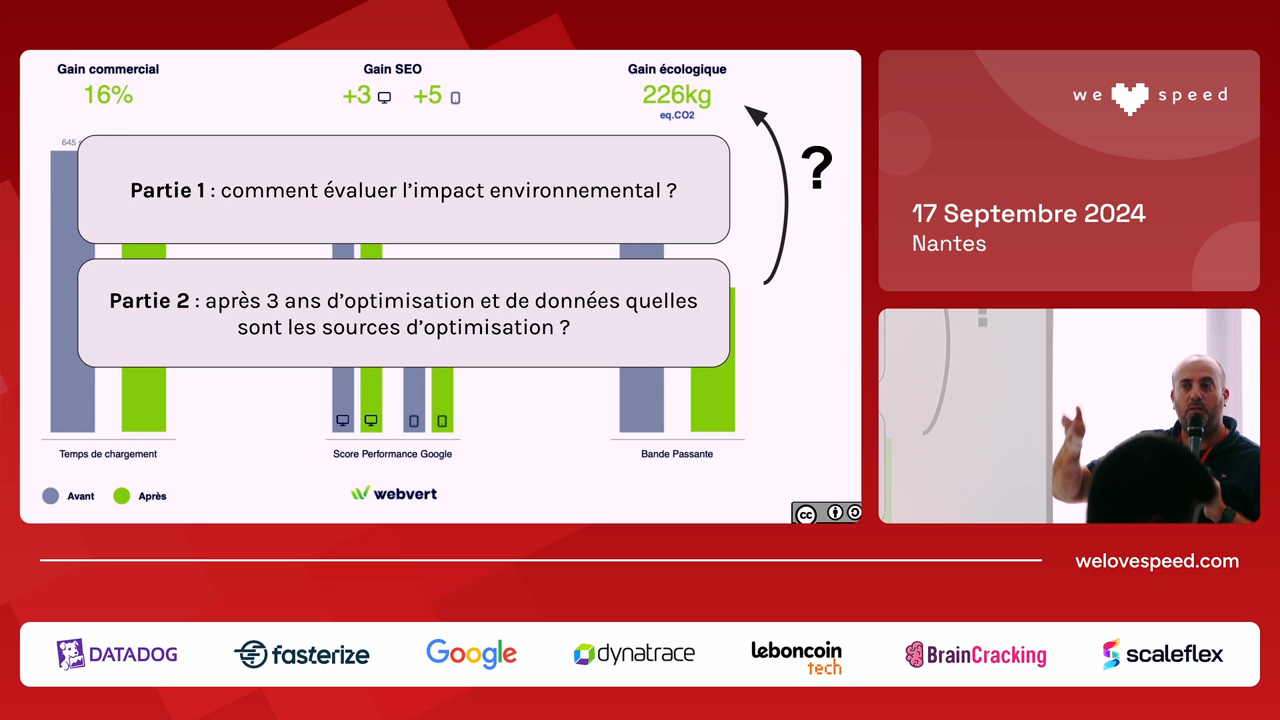 Gain commercial
16%
Gain SEO
+3 +5
Gain écologique
226kg
eq.CO2
645
?
Partie 1 : comment évaluer l'impact environnemental ?
Partie 2 : après 3 ans d'optimisation et de données quelles
sont les sources d'optimisation ?
Temps de chargement
Score Performance Google
Bande Passante
Avant
Après
webvert
cc
we speed
17 Septembre 2024
Nantes
welovespeed.com
DATADOG
fasterize
Google
dynatrace
leboncoin
tech
BrainCracking
scaleflex